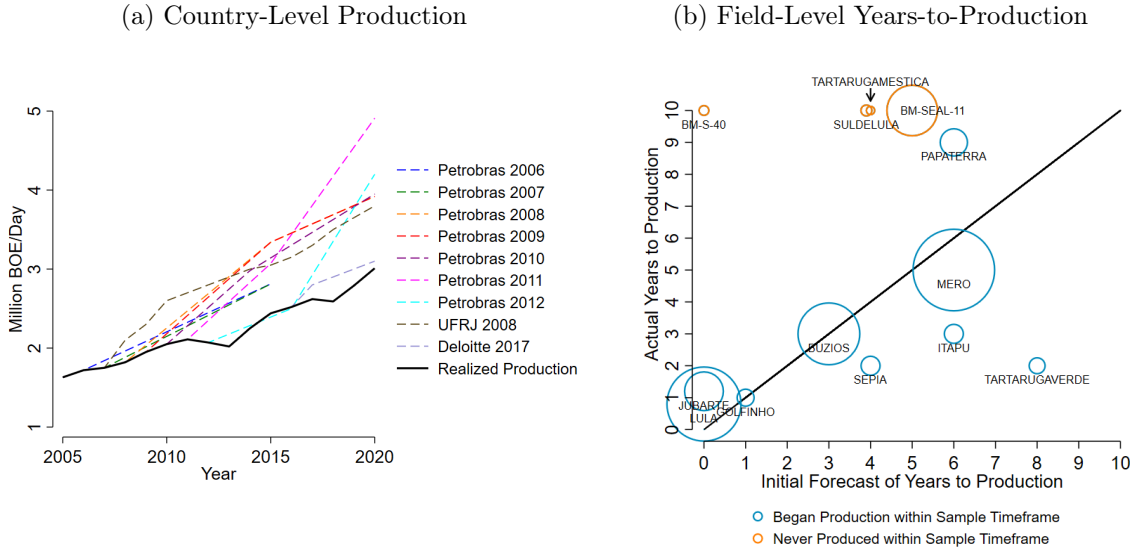 (a) Country-Level Production
Million BOE/Day
5
4
3
2
1
2005
2010
2015
2020
Year
Petrobras 2006
Petrobras 2007
Petrobras 2008
Petrobras 2009
Petrobras 2010
Petrobras 2011
Petrobras 2012
UFRJ 2008
Deloitte 2017
Realized Production
(b) Field-Level Years-to-Production
Actual Years to Production
10
9
8
7
6
5
4
3
2
1
0
TARTARUGAMESTICA
BM-S-40
SULDELULA
BM-SEAL-11
PAPATERRA
MERO
BUZIOS
ITAPU
SEPIA
TARTARUGAVERDE
JUBARTE
GOLFINHO
LULA
0 1 2 3 4 5 6 7 8 9 10
Initial Forecast of Years to Production
Began Production within Sample Timeframe
Never Produced within Sample Timeframe